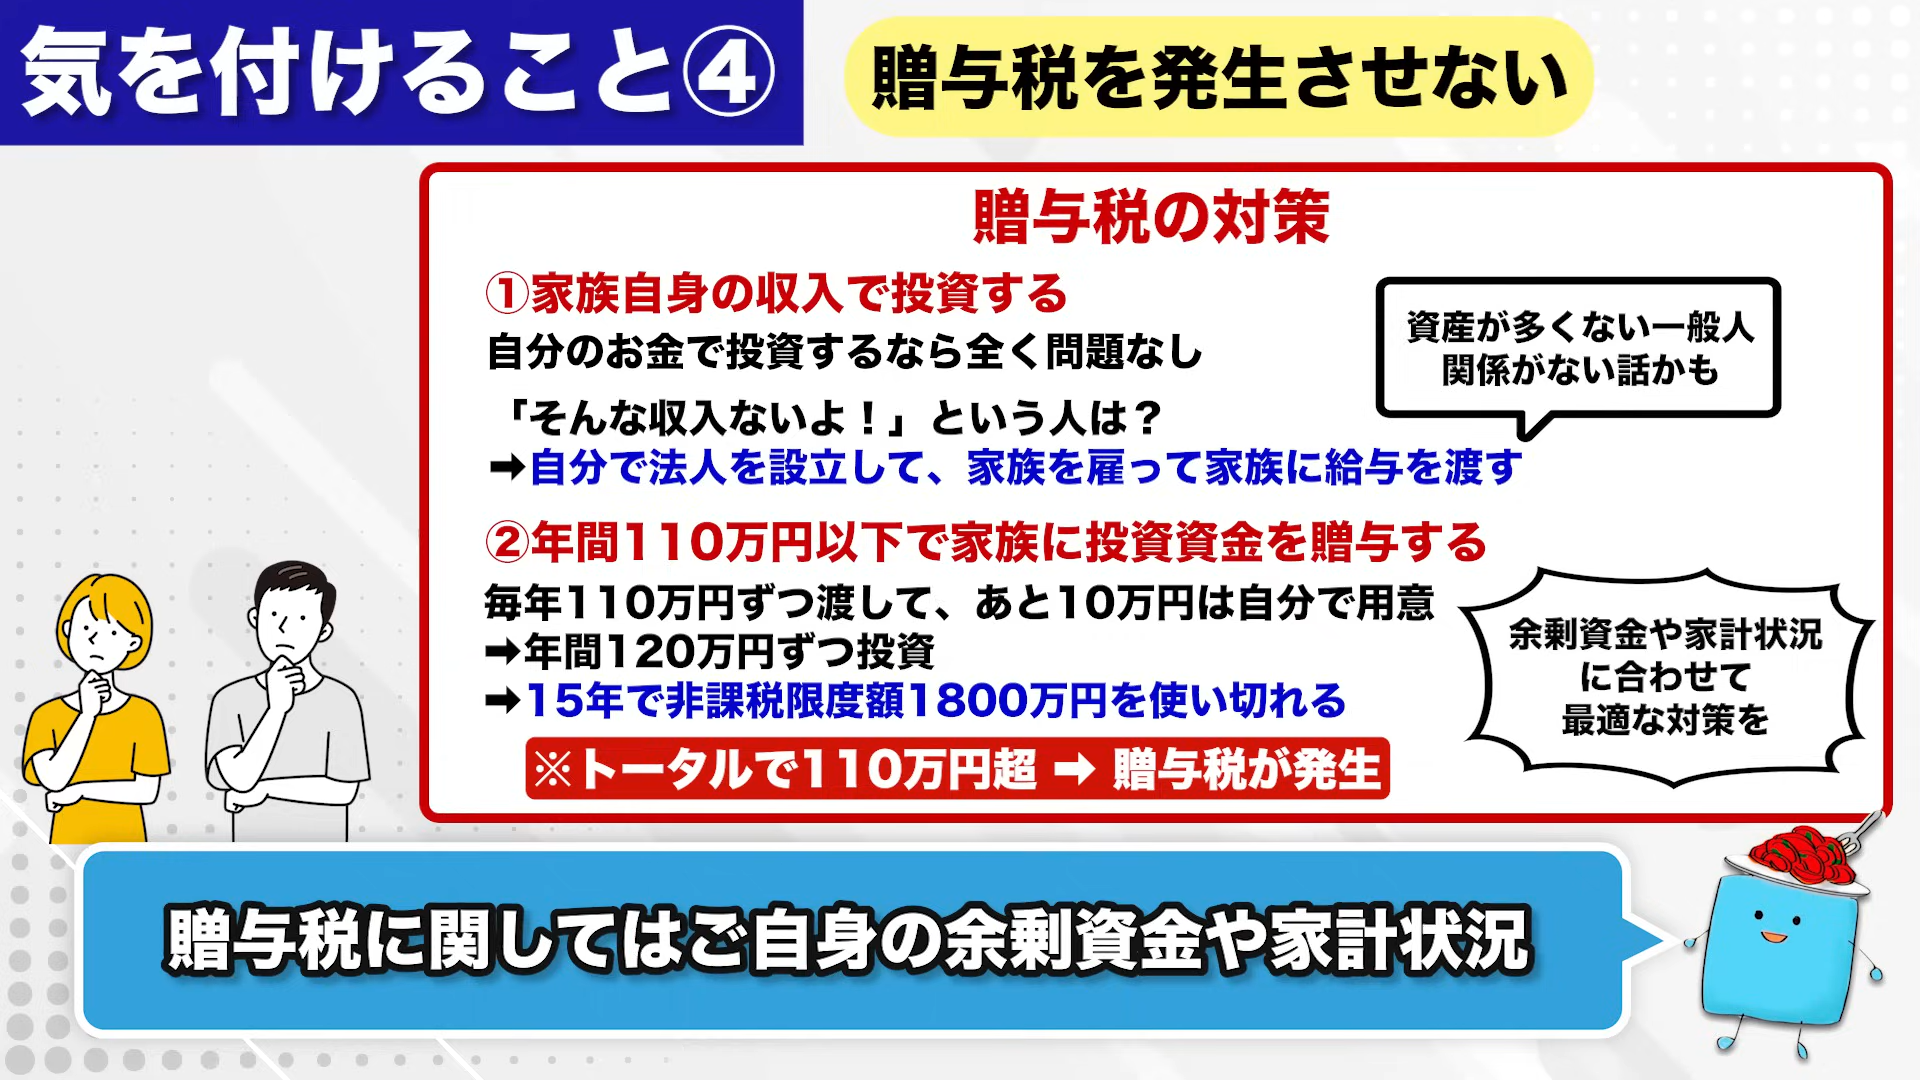 気を付けること④
贈与税を発生させない
贈与税の対策
①家族自身の収入で投資する
自分のお金で投資するなら全く問題なし
「そんな収入ないよ！」という人は？
➡自分で法人を設立して、家族を雇って家族に給与を渡す
資産が多くない一般人
関係がない話かも
②年間110万円以下で家族に投資資金を贈与する
毎年110万円ずつ渡して、あと10万円は自分で用意
➡年間120万円ずつ投資
➡15年で非課税限度額1800万円を使い切れる
※トータルで110万円超 ➡ 贈与税が発生
余剰資金や家計状況
に合わせて
最適な対策を
贈与税に関してはご自身の余剰資金や家計状況